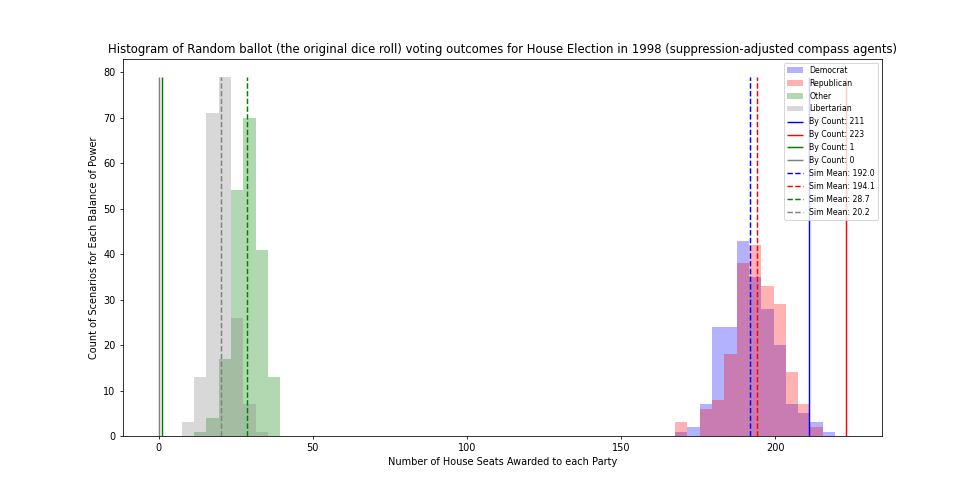 Histogram of Random ballot (the original dice roll) voting outcomes for House Election in 1998 (suppression-adjusted compass agents)
Count of Scenarios for Each Balance of Power
80
70
60
50
40
30
20
10
0
Democrat
Republican
Other
Libertarian
By Count: 211
By Count: 223
By Count: 1
By Count: 0
Sim Mean: 192.0
Sim Mean: 194.1
Sim Mean: 28.7
Sim Mean: 20.2
0 50 100 150 200
Number of House Seats Awarded to each Party